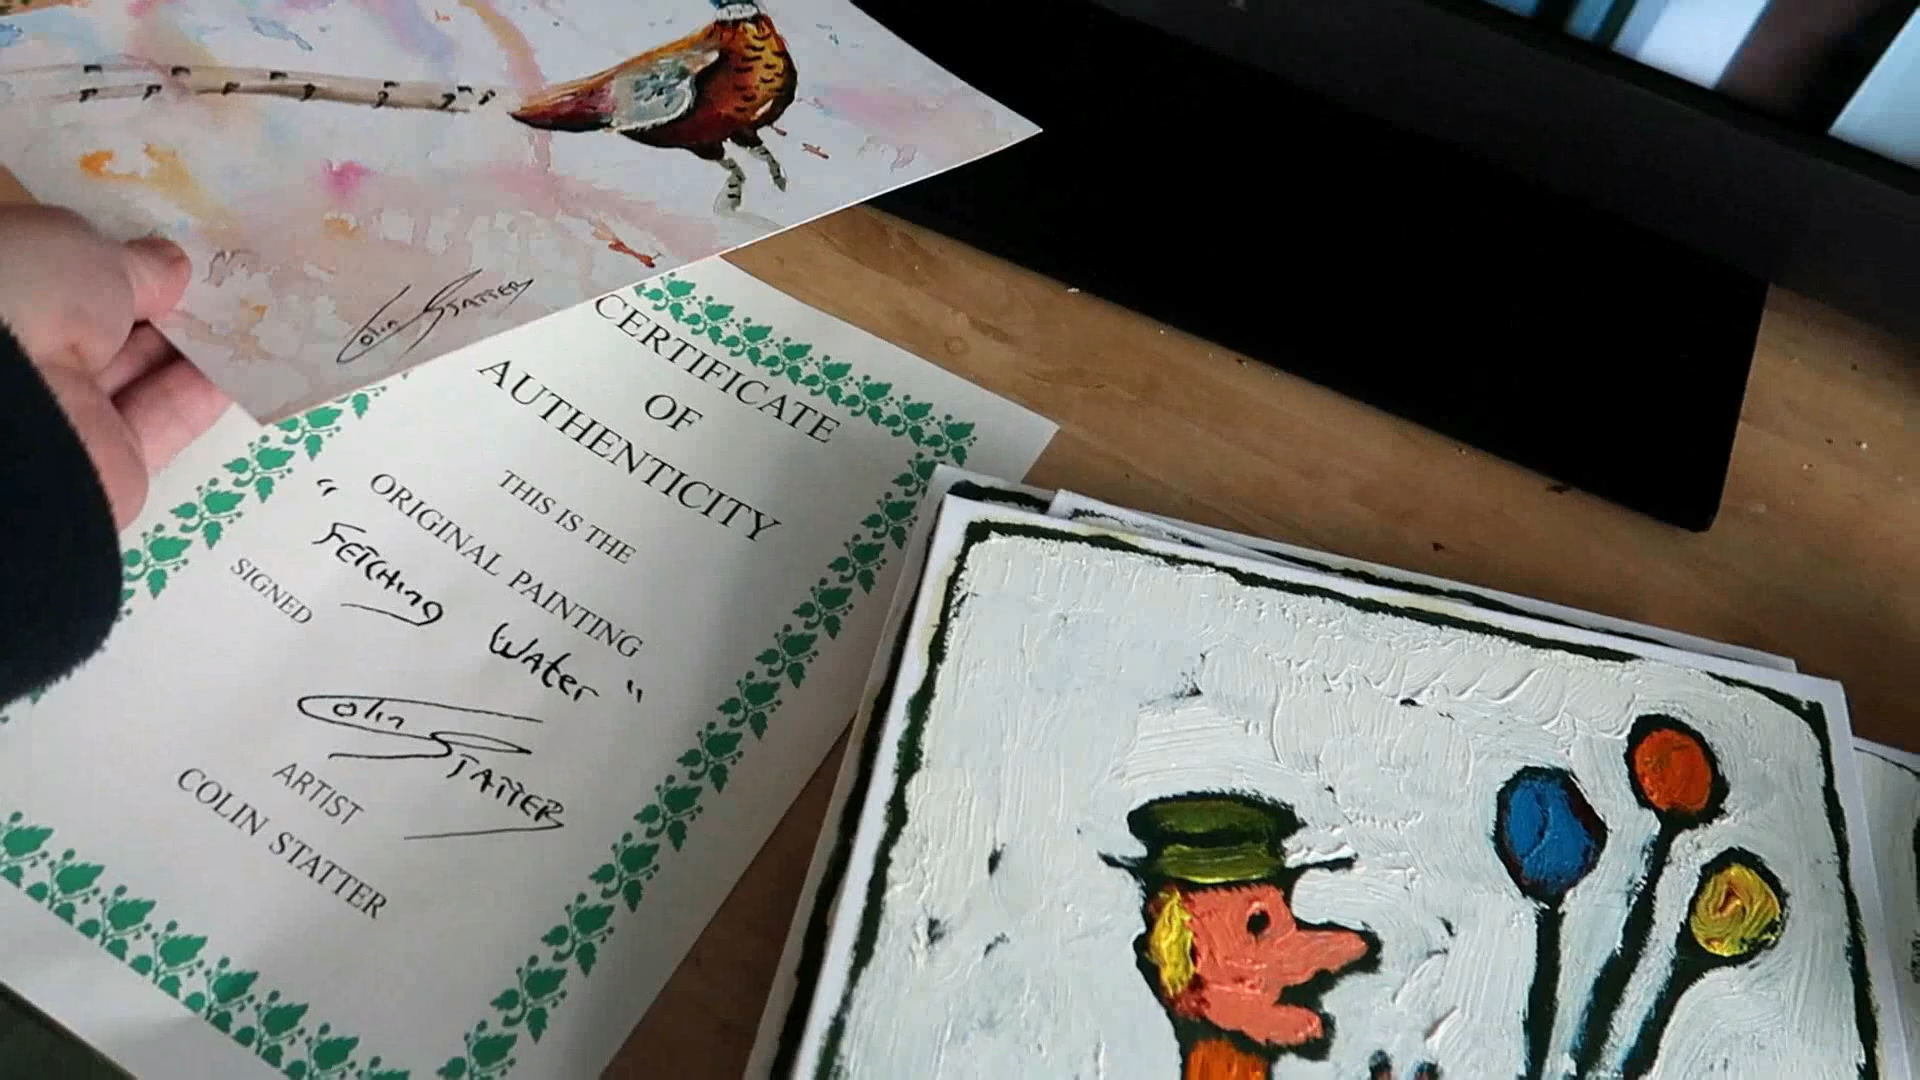 Colin STATTER
CERTIFICATE
OF
AUTHENTICITY
THIS IS THE
ORIGINAL PAINTING
“ FETCHING WATER “
SIGNED
Colin STATTER
ARTIST
COLIN STATTER